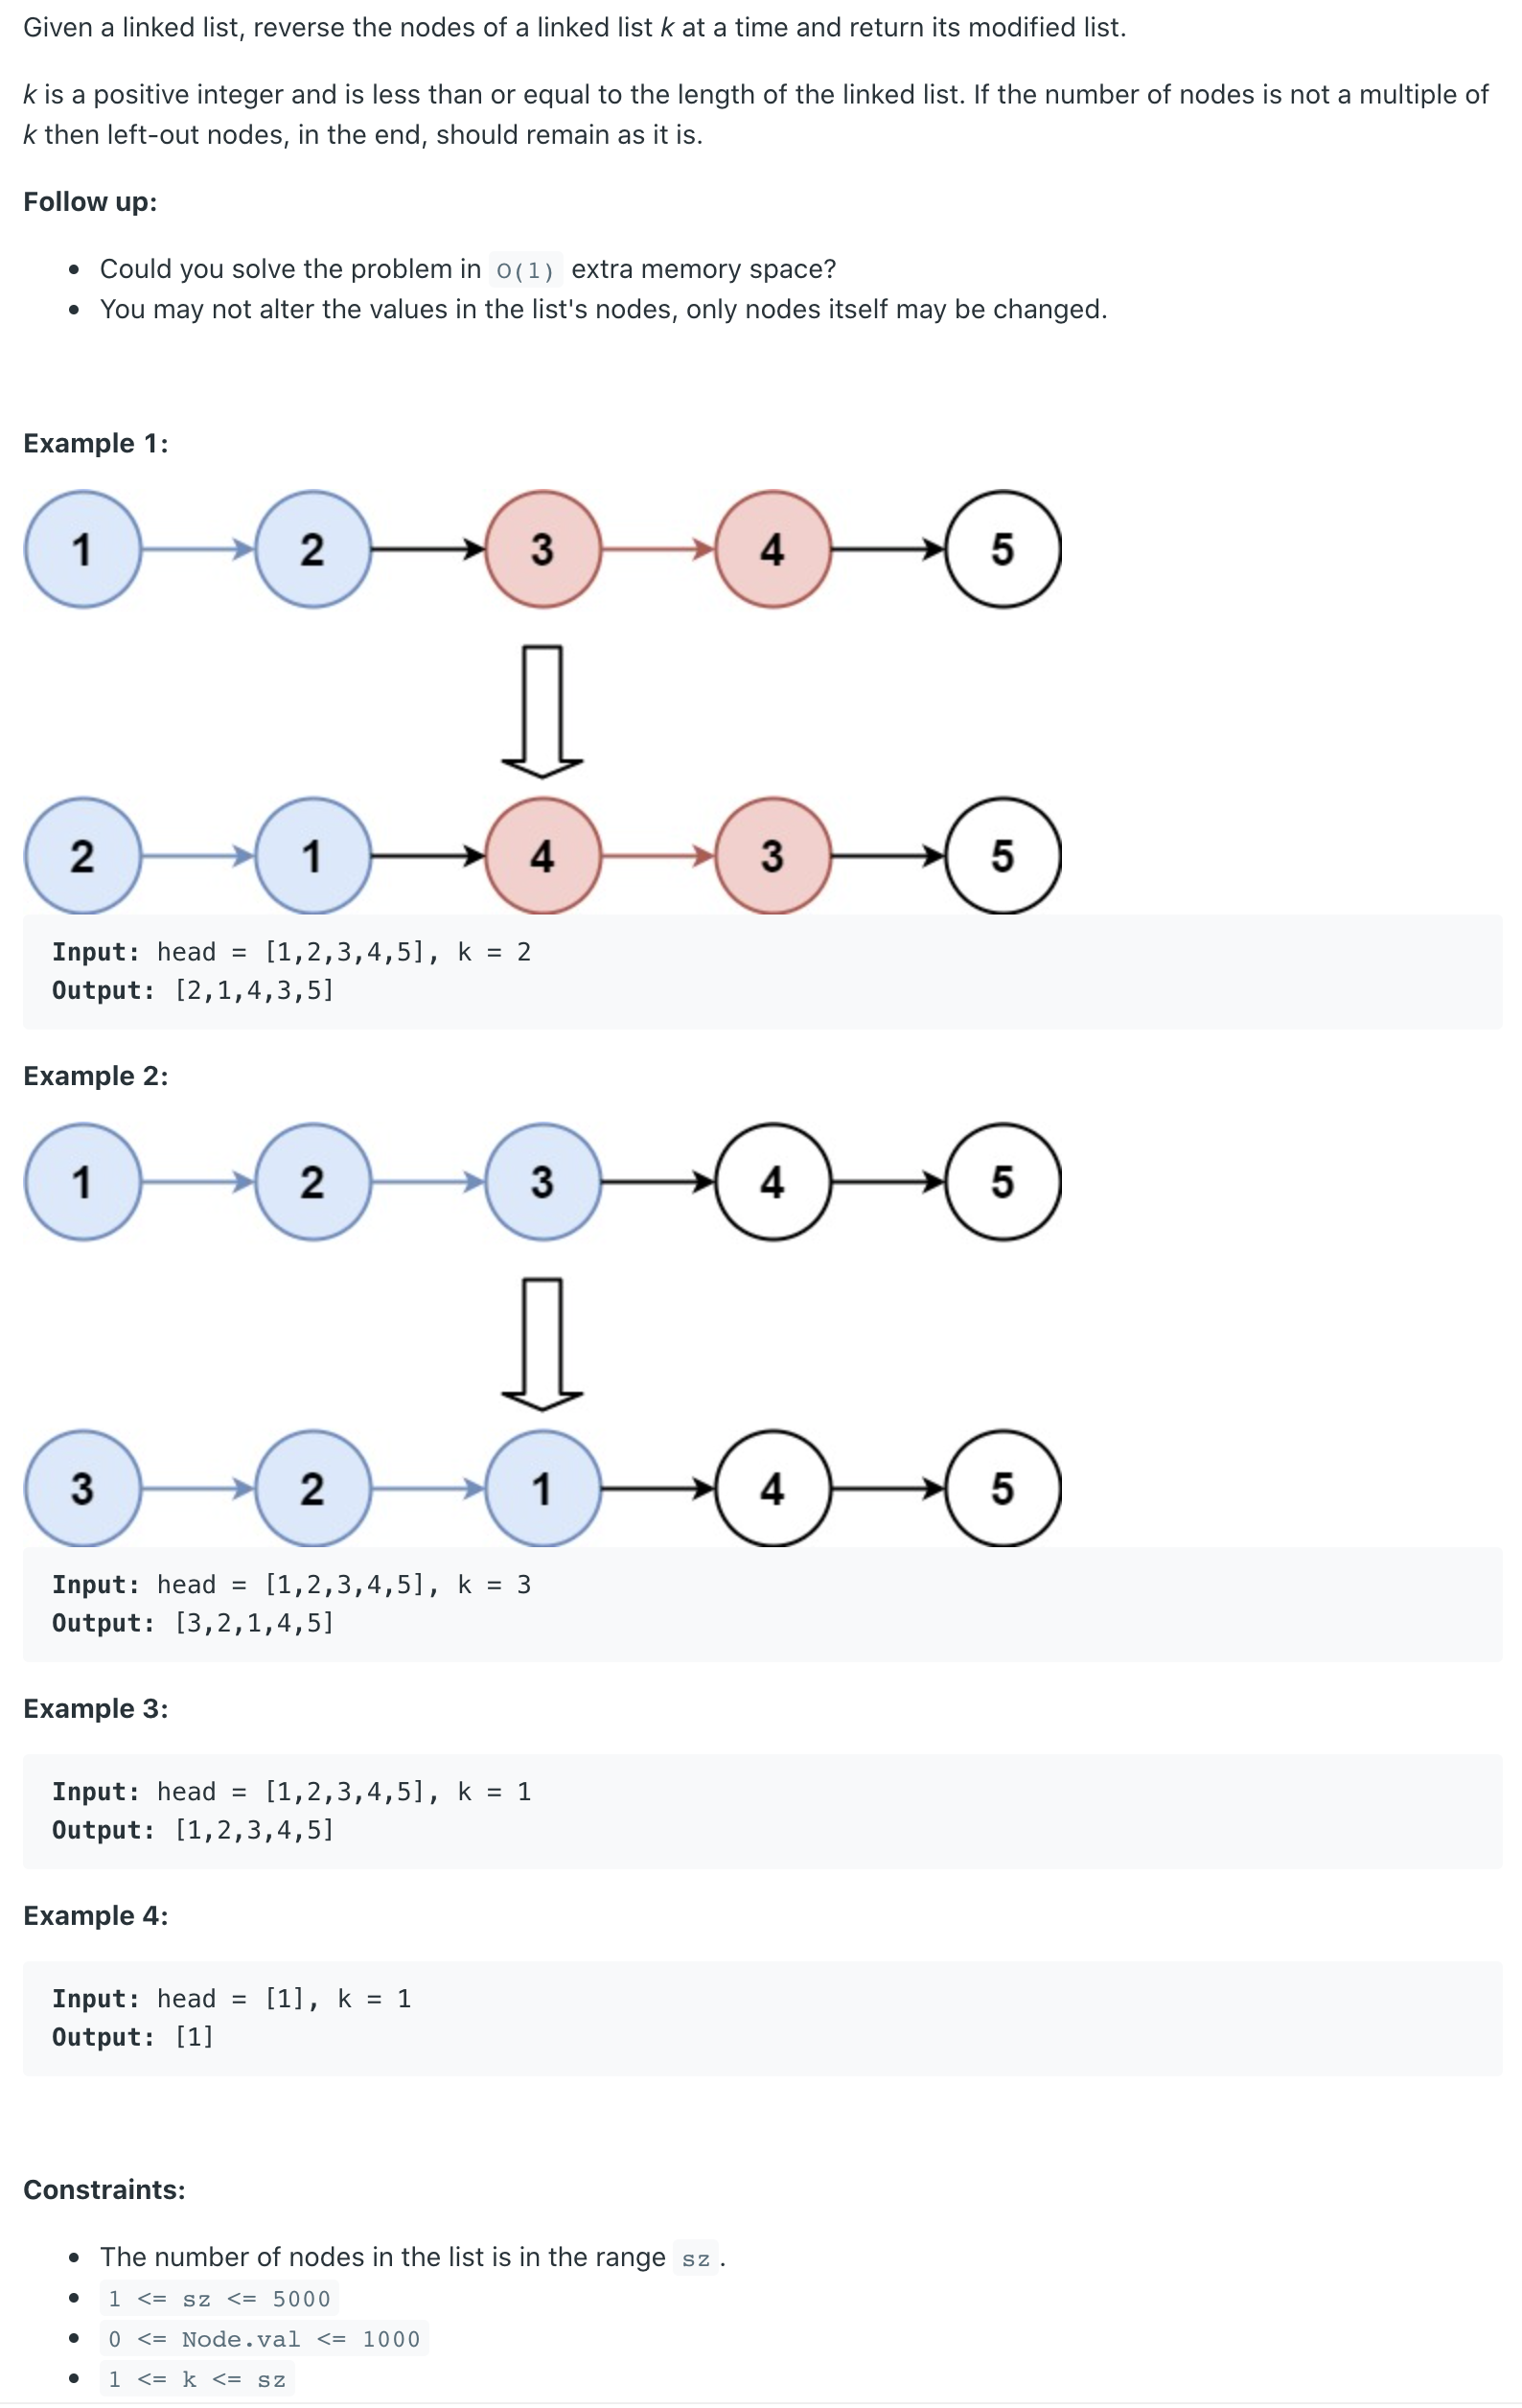 Given a linked list, reverse the nodes of a linked list k at a time and return its modified list.
k is a positive integer and is less than or equal to the length of the linked list. If the number of nodes is not a multiple of
k then left-out nodes, in the end, should remain as it is.
Follow up:
Could you solve the problem in O(1) extra memory space?
You may not alter the values in the list's nodes, only nodes itself may be changed.
Example 1:
1 2 3 4 5
2 1 4 3 5
Input: head = [1,2,3,4,5], k = 2
Output: [2,1,4,3,5]
Example 2:
1 2 3 4 5
3 2 1 4 5
Input: head = [1,2,3,4,5], k = 3
Output: [3,2,1,4,5]
Example 3:
Input: head = [1,2,3,4,5], k = 1
Output: [1,2,3,4,5]
Example 4:
Input: head = [1], k = 1
Output: [1]
Constraints:
The number of nodes in the list is in the range sz.
1 <= sz <= 5000
0 <= Node.val <= 1000
1 <= k <= sz